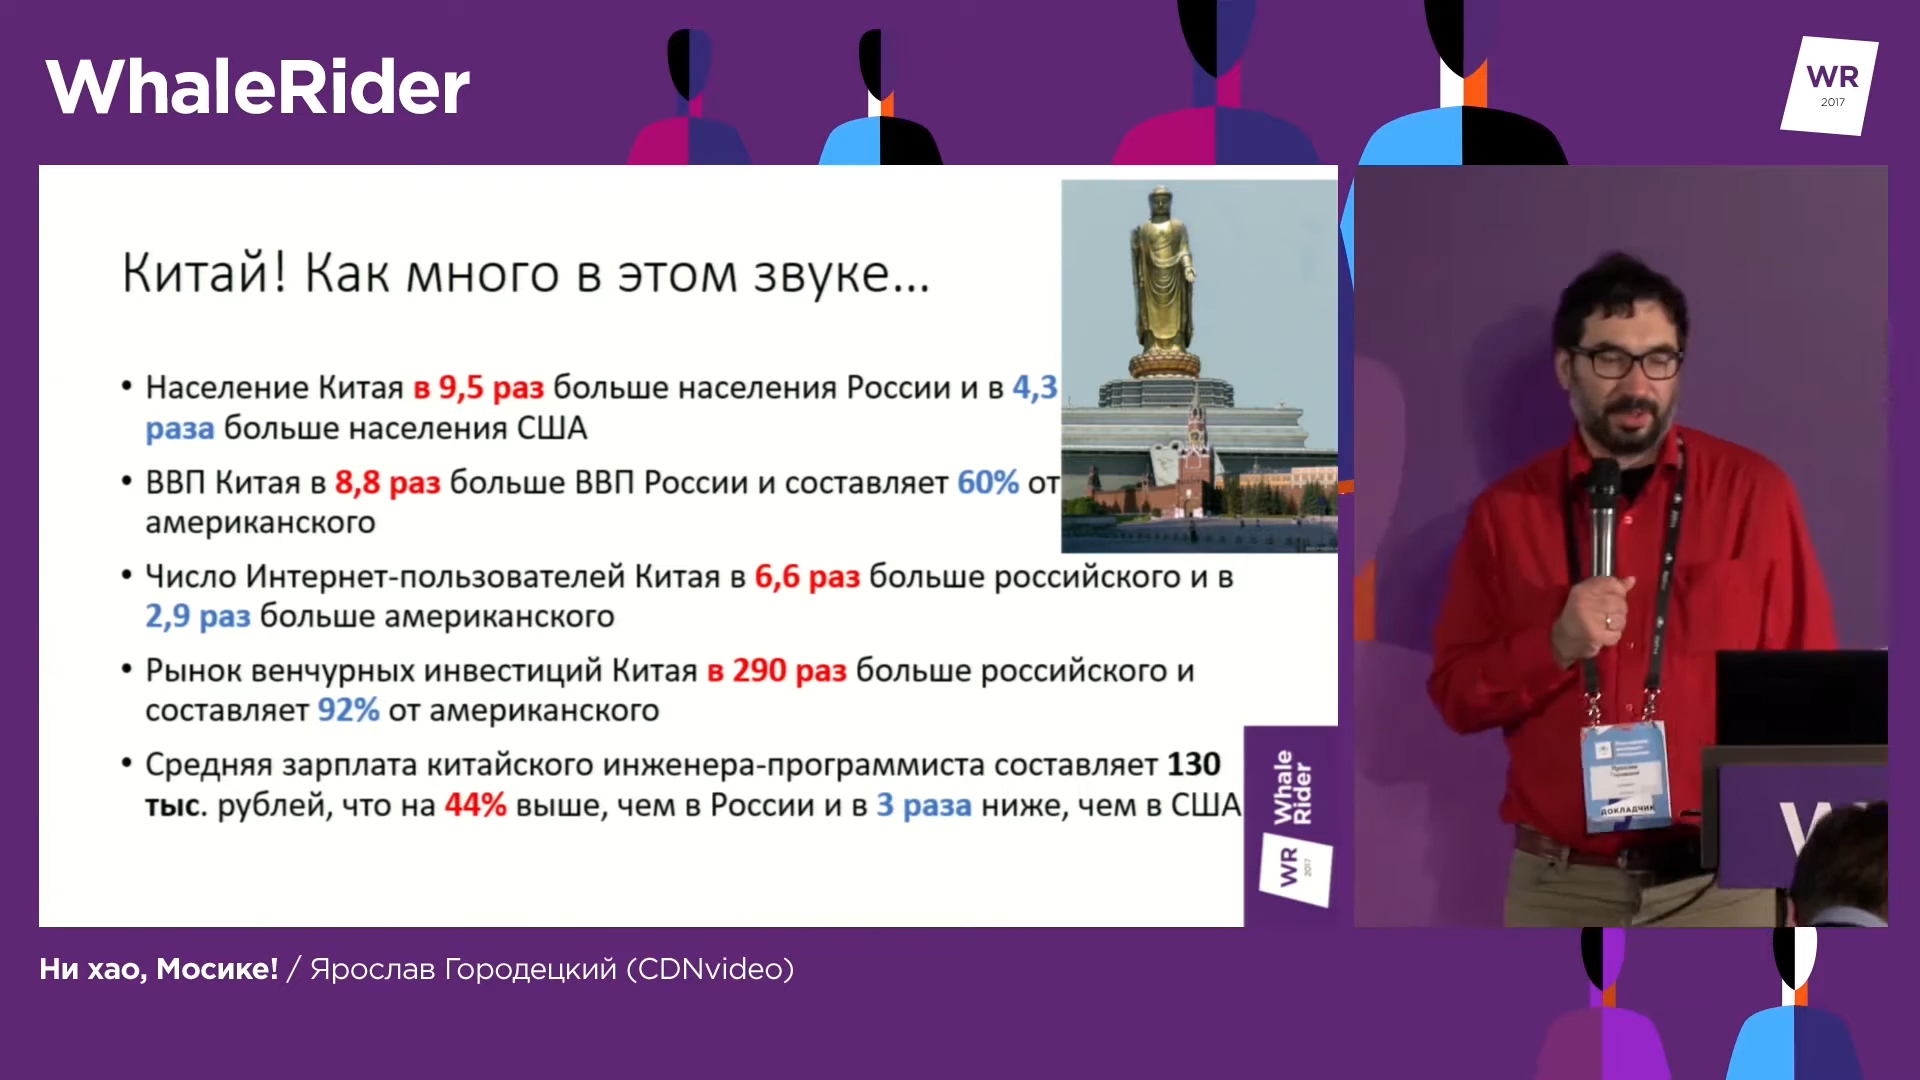 WhaleRider
WR
2017
Китай! Как много в этом звуке...
• Население Китая в 9,5 раз больше населения России и в 4,3
раза больше населения США
• ВВП Китая в 8,8 раз больше ВВП России и составляет 60% от
американского
• Число Интернет-пользователей Китая в 6,6 раз больше российского и в
2,9 раз больше американского
• Рынок венчурных инвестиций Китая в 290 раз больше российского и
составляет 92% от американского
• Средняя зарплата китайского инженера-программиста составляет 130
тыс. рублей, что на 44% выше, чем в России и в 3 раза ниже, чем в США
Whale
Rider
WR
2017
ДОКЛАДЧИК
W
Ни хао, Мосике! / Ярослав Городецкий (CDNvideo)